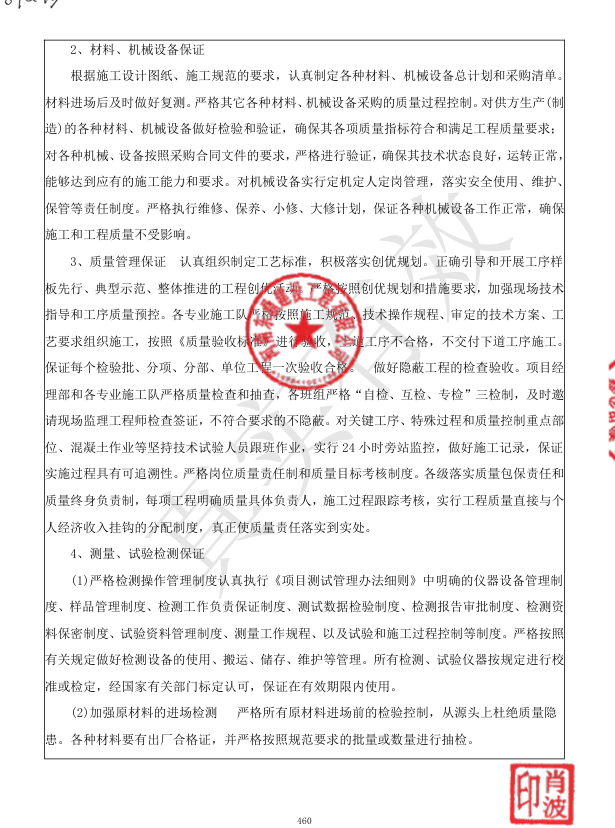 2、材料、机械设备保证
根据施工设计图纸、施工规范的要求，认真制定各种材料、机械设备总计划和采购清单。
材料进场后及时做好复测。严格其它各种材料、机械设备采购的质量过程控制。对供方生产(制
造)的各种材料、机械设备做好检验和验证，确保其各项质量指标符合和满足工程质量要求；
对各种机械、设备按照采购合同文件的要求，严格进行验证，确保其技术状态良好，运转正常，
能够达到应有的施工能力和要求。对机械设备实行定机定人定岗管理，落实安全使用、维护、
保管等责任制度。严格执行维修、保养、小修、大修计划，保证各种机械设备工作正常，确保
施工和工程质量不受影响。
3、质量管理保证 认真组织制定工艺标准，积极落实创优规划。正确引导和开展工序样
板先行、典型示范、整体推进的工程创优活动。严格按照创优规划和措施要求，加强现场技术
指导和工序质量预控。各专业施工队严格按照施工规范、技术操作规程、审定的技术方案、工
艺要求组织施工，按照《质量验收标准》进行验收，上道工序不合格，不交付下道工序施工。
保证每个检验批、分项、分部、单位工程一次验收合格。 做好隐蔽工程的检查验收。项目经
理部和各专业施工队严格质量检查和抽查，各班组严格“自检、互检、专检”三检制，及时邀
请现场监理工程师检查签证，不符合要求的不隐蔽。对关键工序、特殊过程和质量控制重点部
位、混凝土作业等坚持技术试验人员跟班作业，实行 24 小时旁站监控，做好施工记录，保证
实施过程具有可追溯性。严格岗位质量责任制和质量目标考核制度。各级落实质量包保责任和
质量终身负责制，每项工程明确质量具体负责人，施工过程跟踪考核，实行工程质量直接与个
人经济收入挂钩的分配制度，真正使质量责任落实到实处。
4、测量、试验检测保证
(1)严格检测操作管理制度认真执行《项目测试管理办法细则》中明确的仪器设备管理制
度、样品管理制度、检测工作负责保证制度、测试数据检验制度、检测报告审批制度、检测资
料保密制度、试验资料管理制度、测量工作规程、以及试验和施工过程控制等制度。严格按照
有关规定做好检测设备的使用、搬运、储存、维护等管理。所有检测、试验仪器按规定进行校
准或检定，经国家有关部门标定认可，保证在有效期限内使用。
(2)加强原材料的进场检测 严格所有原材料进场前的检验控制，从源头上杜绝质量隐
患。各种材料要有出厂合格证，并严格按照规范要求的批量或数量进行抽检。
真实有效
肖波印
460